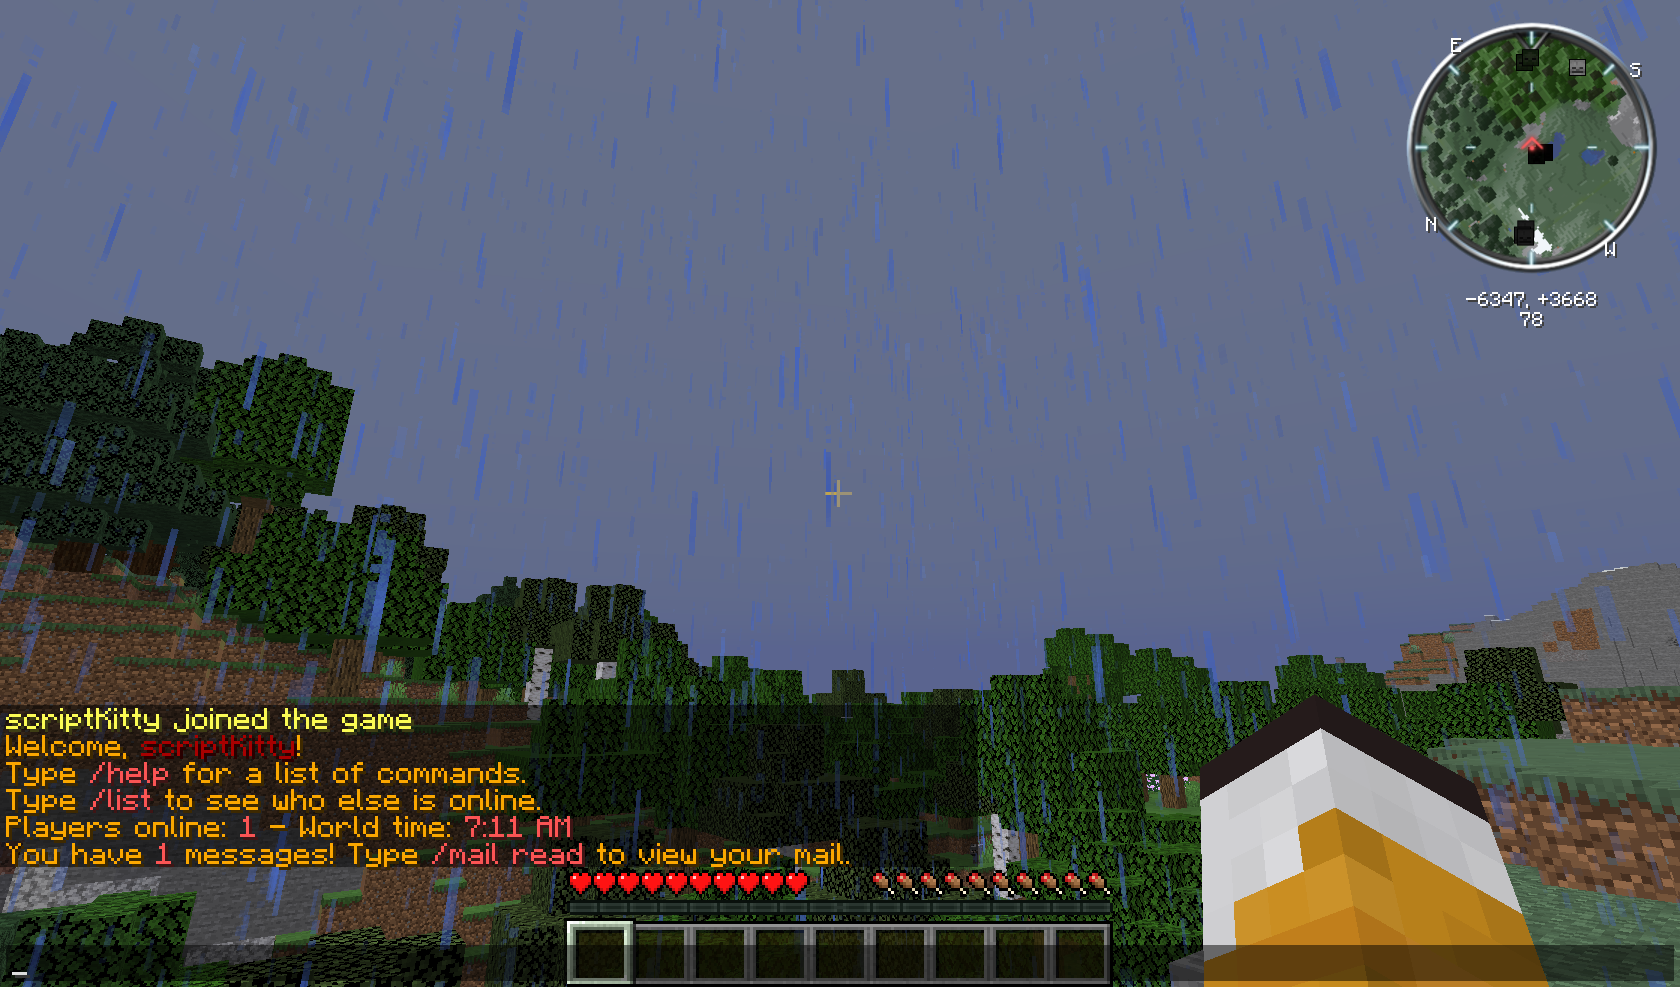 E
S
N
W
-6347, +3668
78
scriptKitty joined the game
Welcome, scriptKitty!
Type /help for a list of commands.
Type /list to see who else is online.
Players online: 1 – World time: 7:11 AM
You have 1 messages! Type /mail read to view your mail.